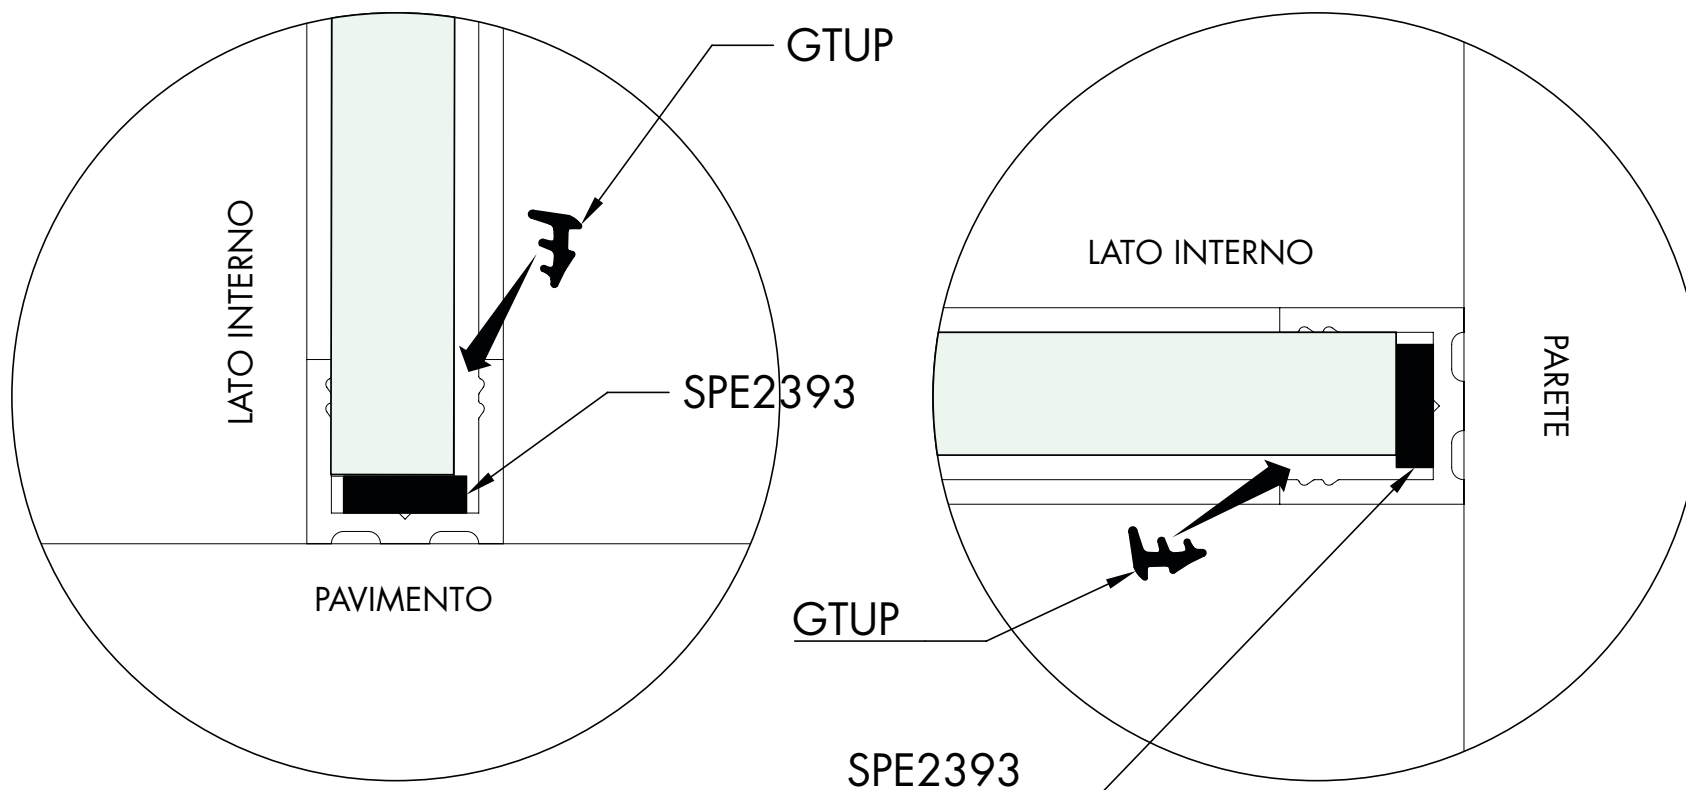 GTUP
LATO INTERNO
SPE2393
PAVIMENTO
LATO INTERNO
PARETE
GTUP
SPE2393